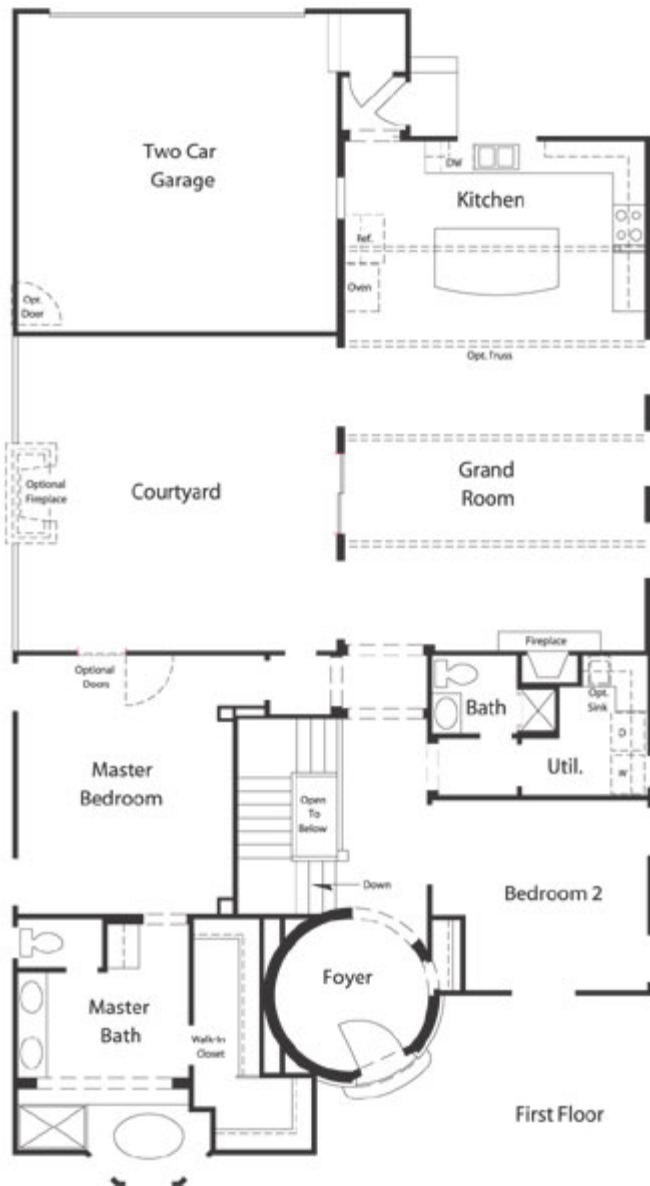 Two Car
Garage
DW
Kitchen
Ref.
Oven
Opt.
Door
Opt. Truss
Optional
Fireplace
Courtyard
Grand
Room
Fireplace
Optional
Doors
Bath
Opt.
Sink
D
Util.
W
Master
Bedroom
Open
To
Below
Down
Bedroom 2
Foyer
Master
Bath
Walk-In
Closet
First Floor